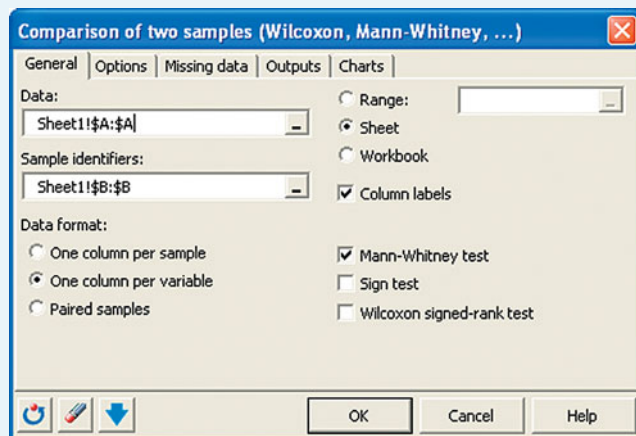 Comparison of two samples (Wilcoxon, Mann-Whitney, ...)
General Options Missing data Outputs Charts
Data:
Sheet1!$A:$A
Sample identifiers:
Sheet1!$B:$B
Data format:
One column per sample
One column per variable
Paired samples
Range:
...
Sheet
Workbook
Column labels
Mann-Whitney test
Sign test
Wilcoxon signed-rank test
OK Cancel Help